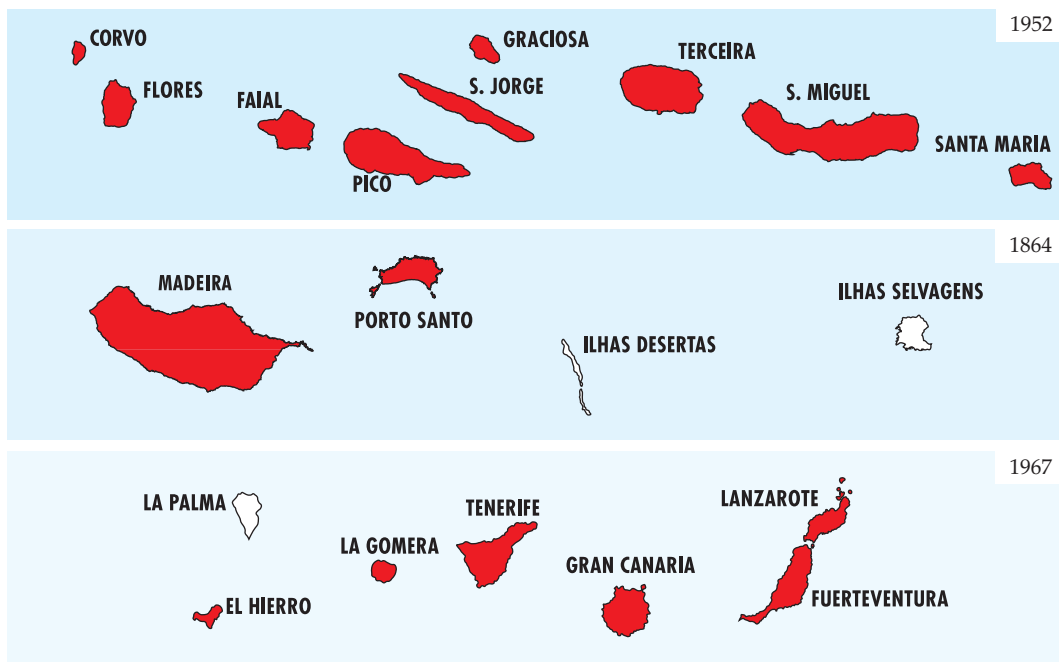 1952
CORVO
GRACIOSA
TERCEIRA
FLORES
S. JORGE
FAIAL
S. MIGUEL
SANTA MARIA
PICO
1864
MADEIRA
ILHAS SELVAGENS
PORTO SANTO
ILHAS DESERTAS
1967
LA PALMA
TENERIFE
LANZAROTE
LA GOMERA
GRAN CANARIA
EL HIERRO
FUERTEVENTURA